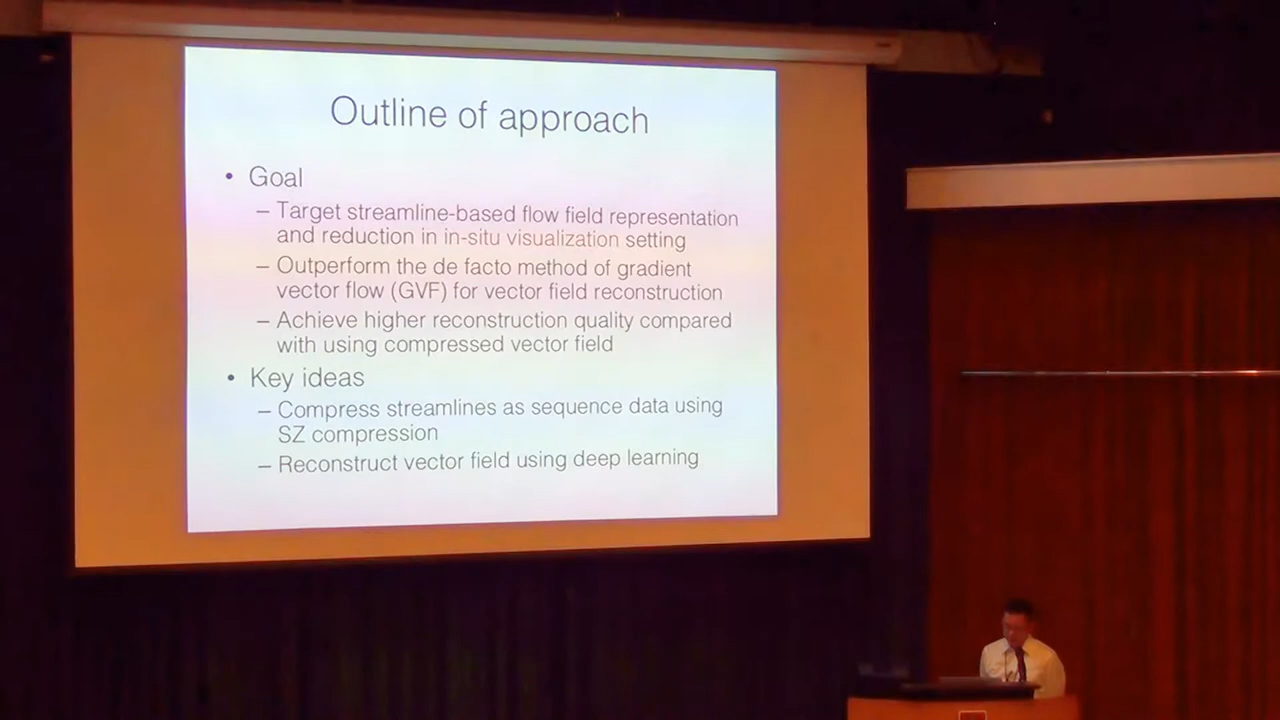 Outline of approach
• Goal
– Target streamline-based flow field representation
and reduction in in-situ visualization setting
– Outperform the de facto method of gradient
vector flow (GVF) for vector field reconstruction
– Achieve higher reconstruction quality compared
with using compressed vector field
• Key ideas
– Compress streamlines as sequence data using
SZ compression
– Reconstruct vector field using deep learning